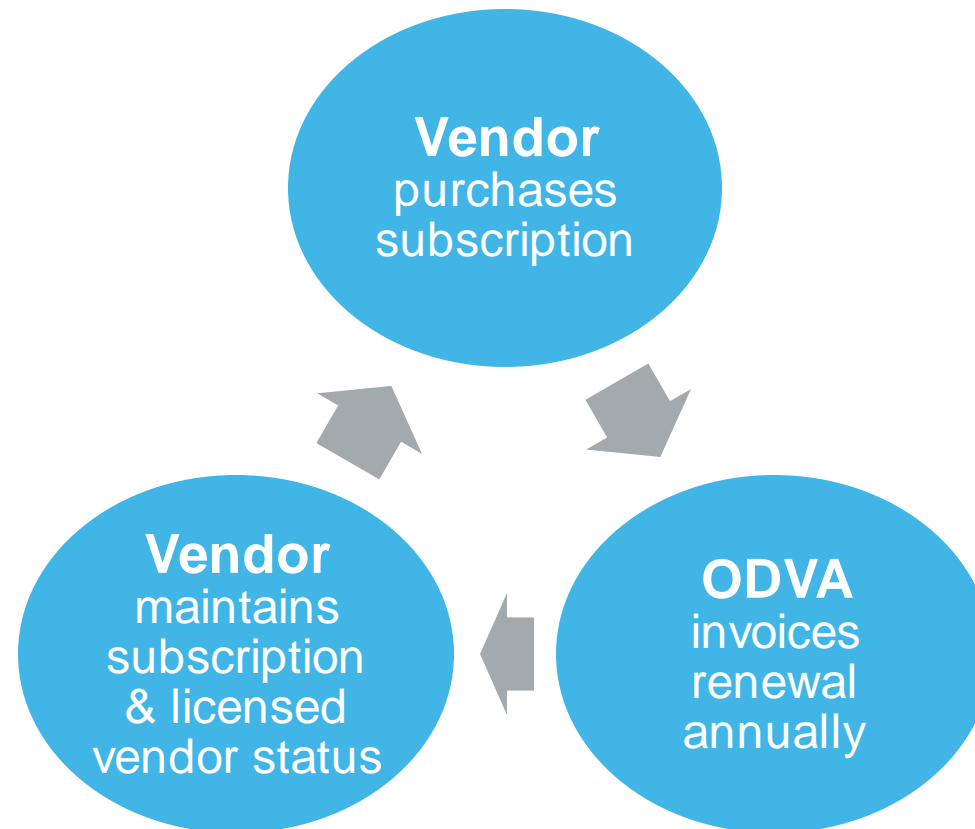 Vendor
purchases
subscription
ODVA
invoices
renewal
annually
Vendor
maintains
subscription
& licensed
vendor status